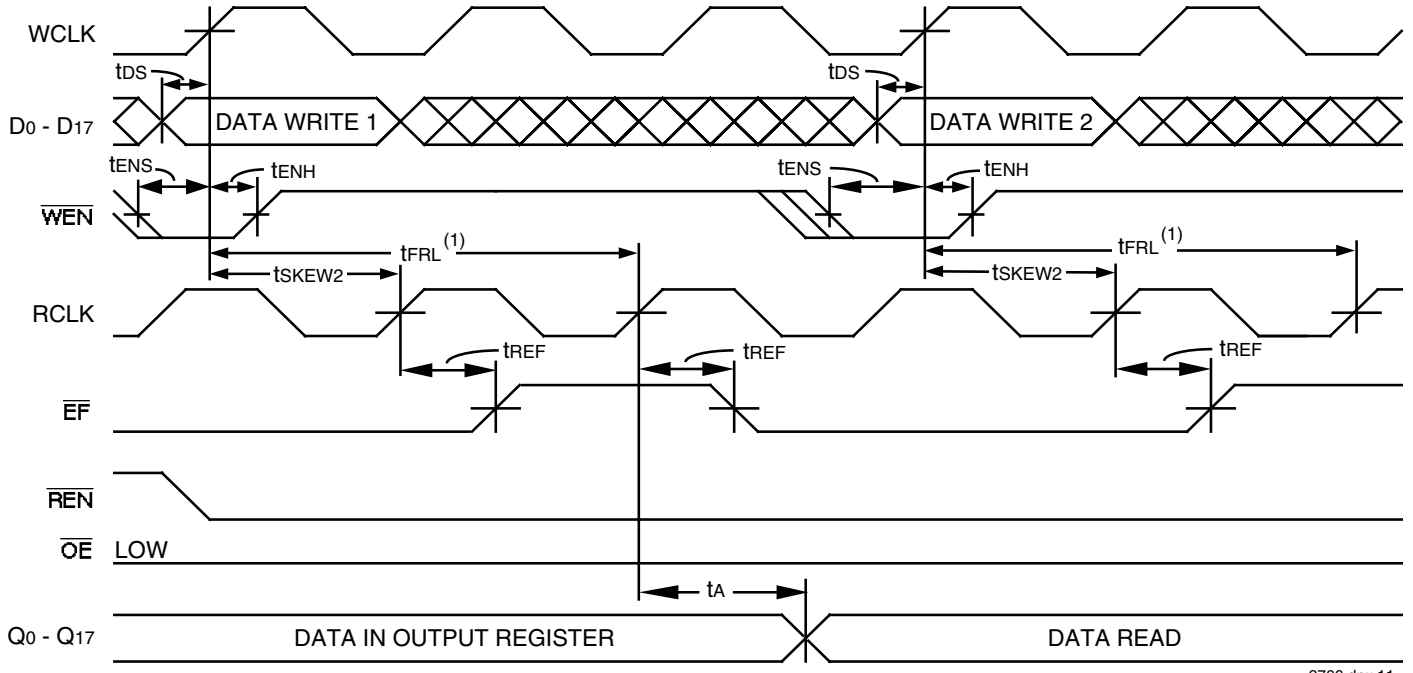 WCLK
tDS
tDS
D0 - D17
DATA WRITE 1
DATA WRITE 2
tENS
tENH
tENS
tENH
WEN
tFRL(1)
tFRL(1)
tSKEW2
tSKEW2
RCLK
tREF
tREF
tREF
EF
REN
OE
LOW
tA
Q0 - Q17
DATA IN OUTPUT REGISTER
DATA READ